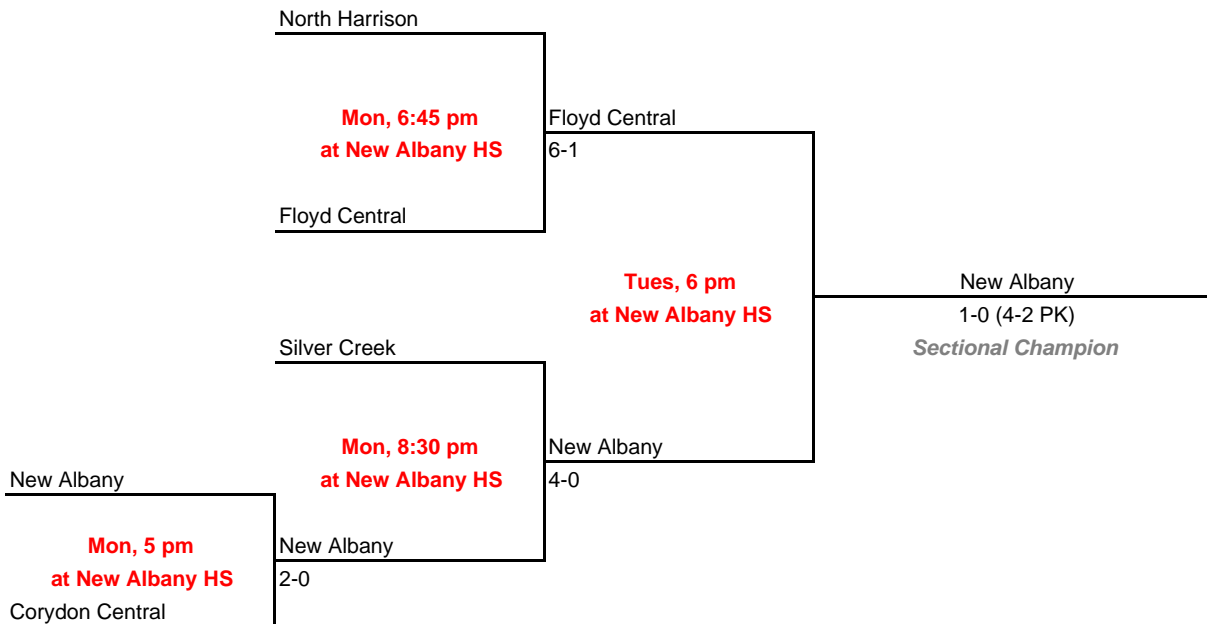 North Harrison
Mon, 6:45 pm
at New Albany HS
Floyd Central
6-1
Floyd Central
Tues, 6 pm
at New Albany HS
New Albany
1-0 (4-2 PK)
Sectional Champion
Silver Creek
Mon, 8:30 pm
at New Albany HS
New Albany
4-0
New Albany
Mon, 5 pm
at New Albany HS
New Albany
2-0
Corydon Central